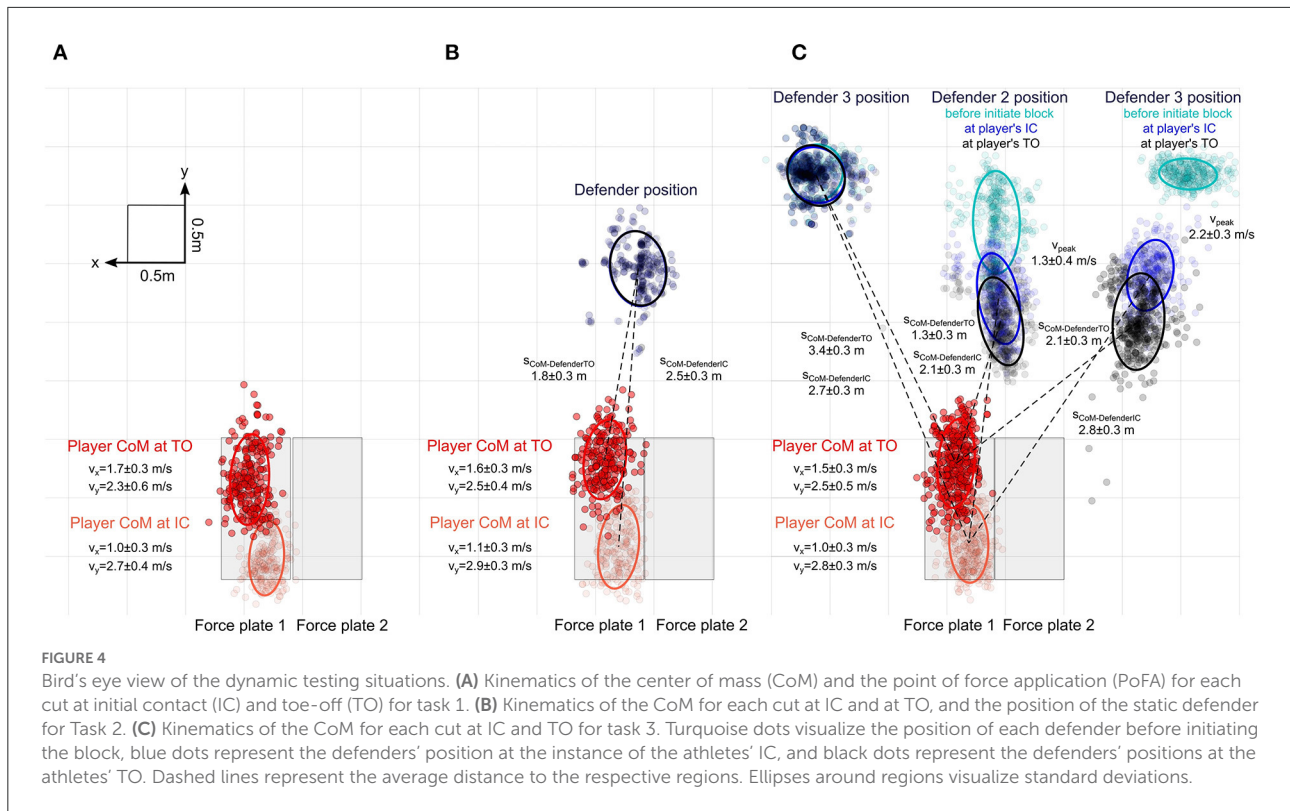 A
B
C
y
x
0.5m
0.5m
Player CoM at TO
vx=1.7±0.3 m/s
vy=2.3±0.6 m/s
Player CoM at IC
vx=1.0±0.3 m/s
vy=2.7±0.4 m/s
Force plate 1 Force plate 2
Defender position
sCoM-DefenderTO
1.8±0.3 m
sCoM-DefenderIC
2.5±0.3 m
Player CoM at TO
vx=1.6±0.3 m/s
vy=2.5±0.4 m/s
Player CoM at IC
vx=1.1±0.3 m/s
vy=2.9±0.3 m/s
Force plate 1 Force plate 2
Defender 3 position
Defender 2 position
before initiate block
at player's IC
at player's TO
Defender 3 position
before initiate block
at player's IC
at player's TO
vpeak
1.3±0.4 m/s
vpeak
2.2±0.3 m/s
sCoM-DefenderTO
3.4±0.3 m
sCoM-DefenderIC
2.7±0.3 m
sCoM-DefenderTO
1.3±0.3 m
sCoM-DefenderIC
2.1±0.3 m
sCoM-DefenderTO
2.1±0.3 m
sCoM-DefenderIC
2.8±0.3 m
Player CoM at TO
vx=1.5±0.3 m/s
vy=2.5±0.5 m/s
Player CoM at IC
vx=1.0±0.3 m/s
vy=2.8±0.3 m/s
Force plate 1 Force plate 2
FIGURE 4
Bird's eye view of the dynamic testing situations. (A) Kinematics of the center of mass (CoM) and the point of force application (PoFA) for each
cut at initial contact (IC) and toe-off (TO) for task 1. (B) Kinematics of the CoM for each cut at IC and at TO, and the position of the static defender
for Task 2. (C) Kinematics of the CoM for each cut at IC and TO for task 3. Turquoise dots visualize the position of each defender before initiating
the block, blue dots represent the defenders' position at the instance of the athletes' IC, and black dots represent the defenders' positions at the
athletes' TO. Dashed lines represent the average distance to the respective regions. Ellipses around regions visualize standard deviations.